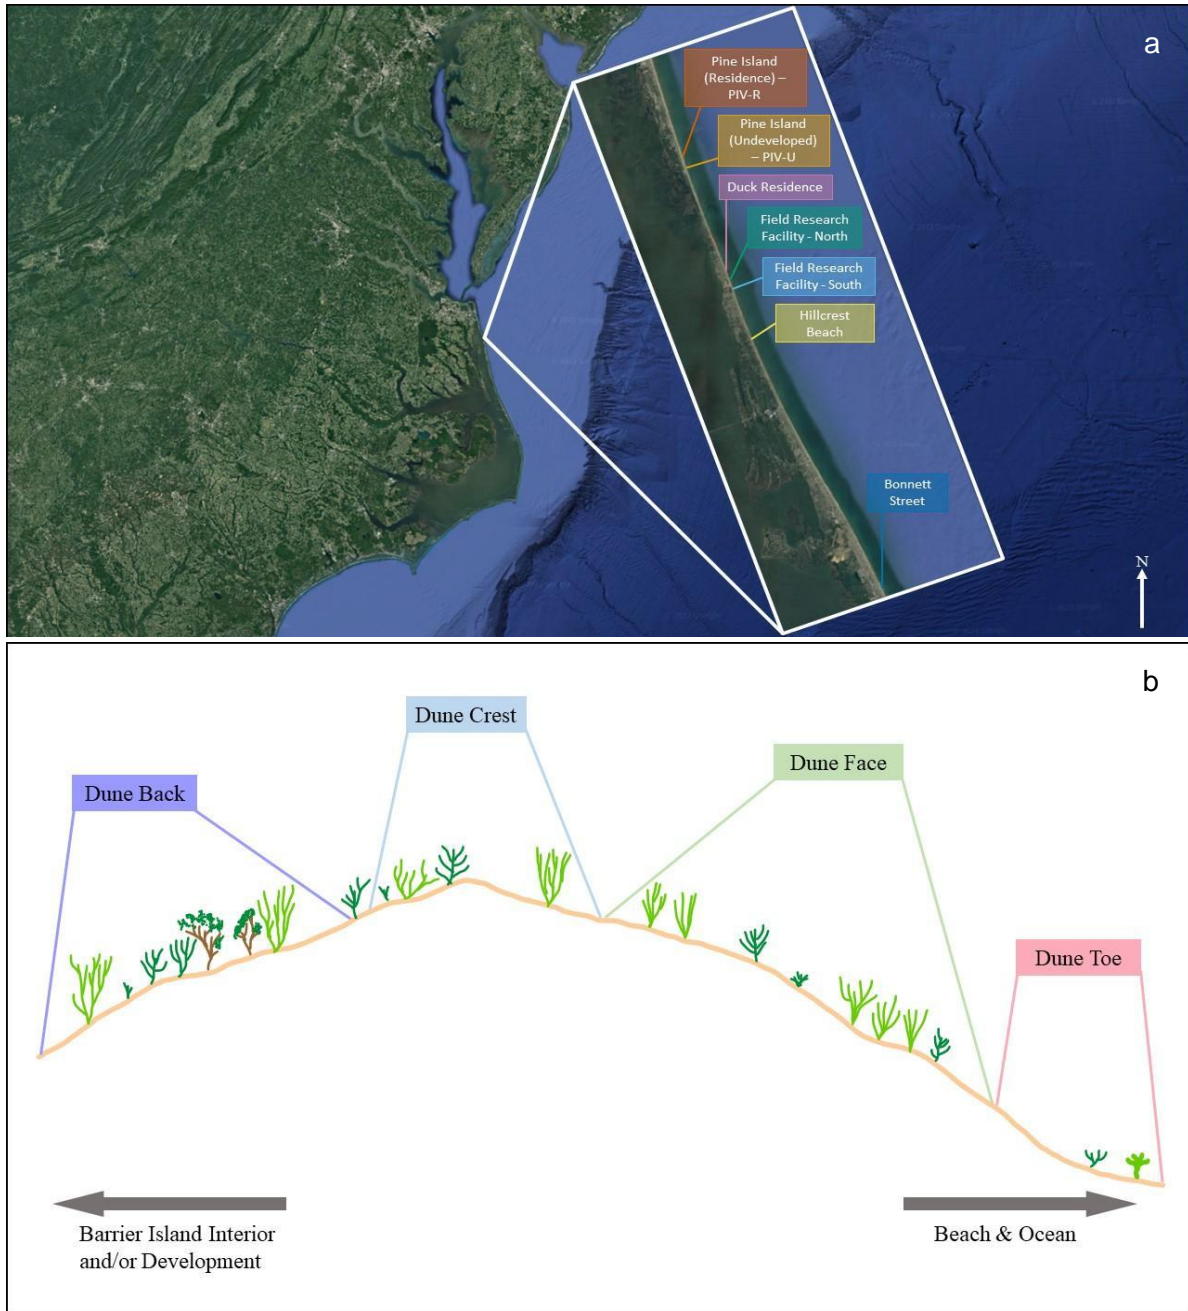 a
Pine Island
(Residence) –
PIV-R
Pine Island
(Undeveloped)
– PIV-U
Duck Residence
Field Research
Facility - North
Field Research
Facility - South
Hillcrest
Beach
Bonnett
Street
N
b
Dune Crest
Dune Face
Dune Back
Dune Toe
Barrier Island Interior
and/or Development
Beach & Ocean